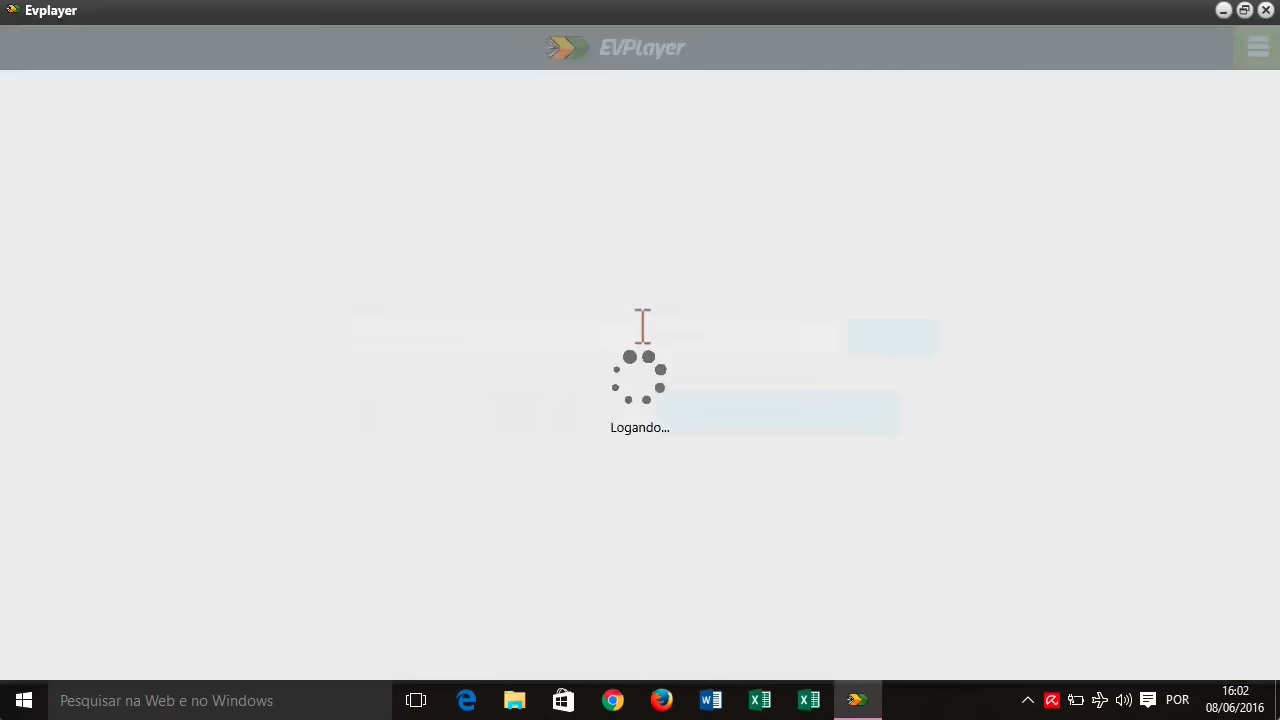 Evplayer
EVPlayer
Logando...
Pesquisar na Web e no Windows
POR
16:02
08/06/2016